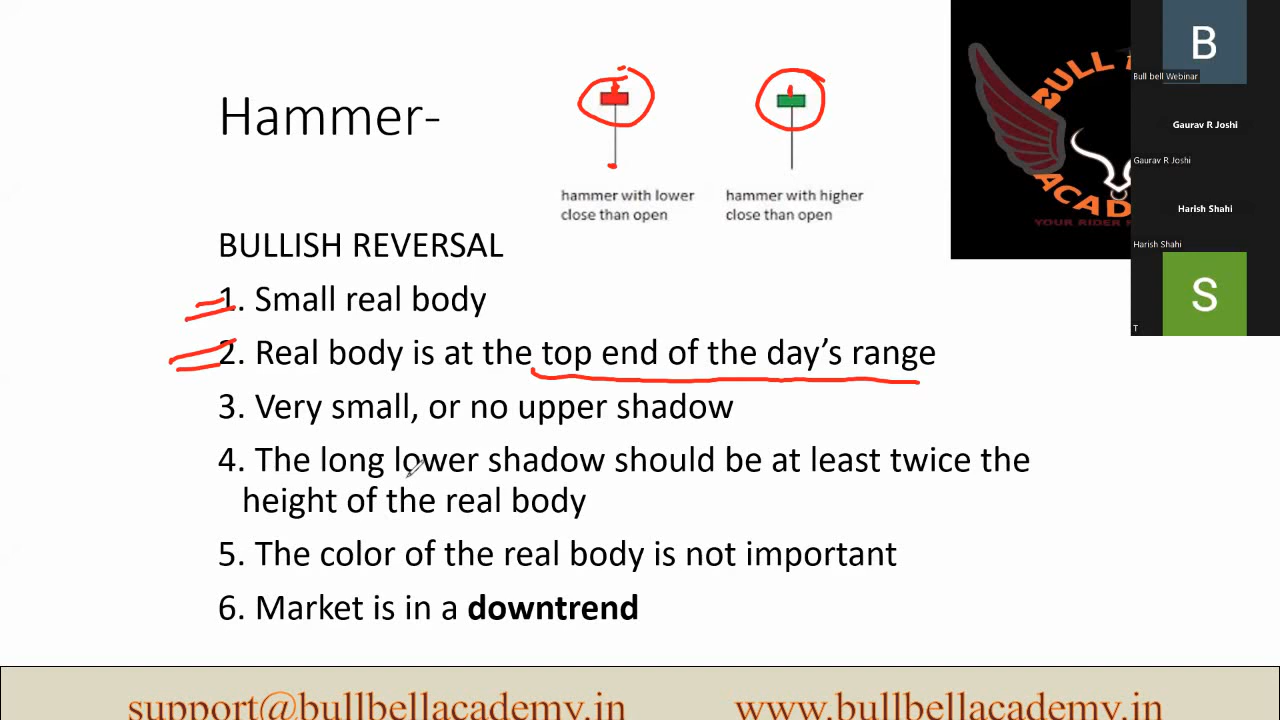 Hammer-
hammer with lower
close than open
hammer with higher
close than open
BULLISH REVERSAL
1. Small real body
2. Real body is at the top end of the day’s range
3. Very small, or no upper shadow
4. The long lower shadow should be at least twice the
height of the real body
5. The color of the real body is not important
6. Market is in a downtrend
BULL
ACAD
YOUR RIDER
B
Bull bell Webinar
Gaurav R Joshi
Gaurav R Joshi
Harish Shahi
Harish Shahi
S
T
support@bullbellacademy.in
www.bullbellacademy.in